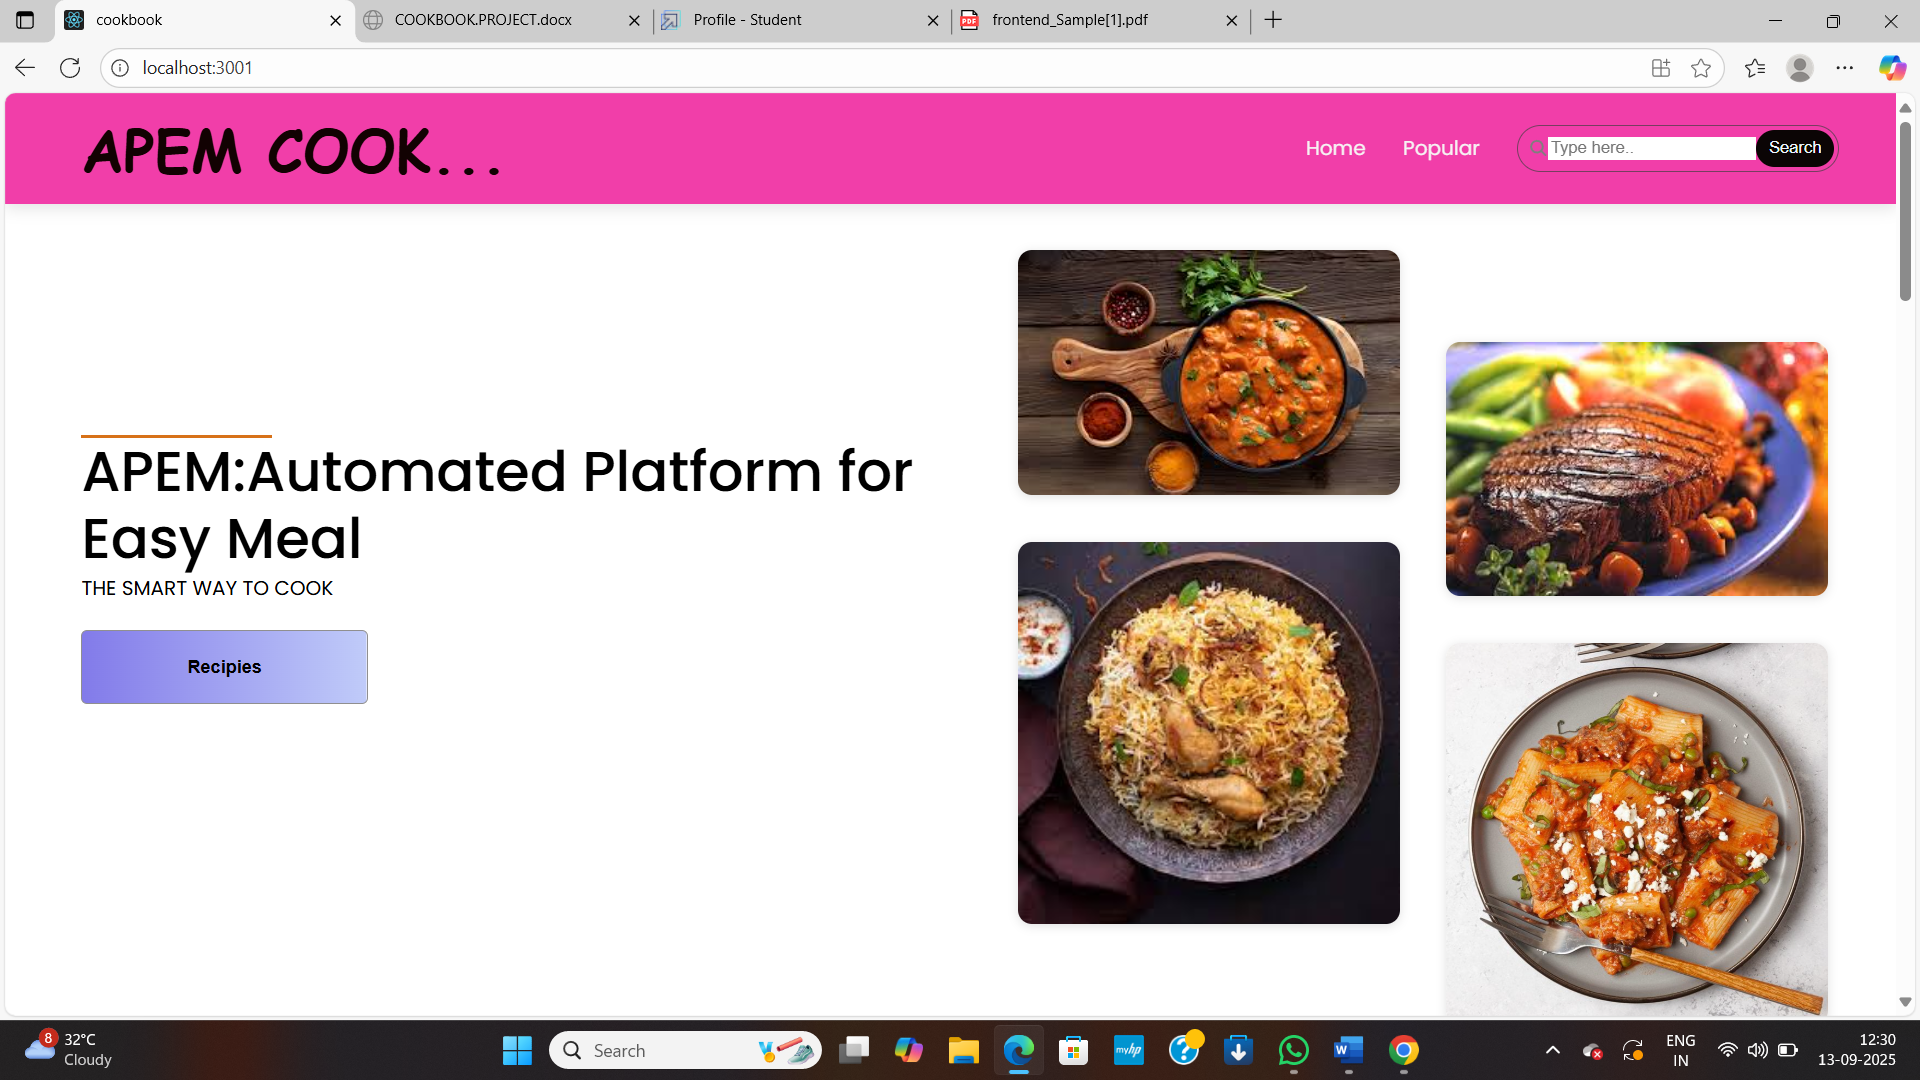 cookbook
COOKBOOK.PROJECT.docx
Profile - Student
PDF
frontend_Sample[1].pdf
localhost:3001
APEM COOK...
Home
Popular
Type here..
Search
APEM:Automated Platform for
Easy Meal
THE SMART WAY TO COOK
Recipies
8
32°C
Cloudy
Search
myhp
?
W
ENG
IN
12:30
13-09-2025